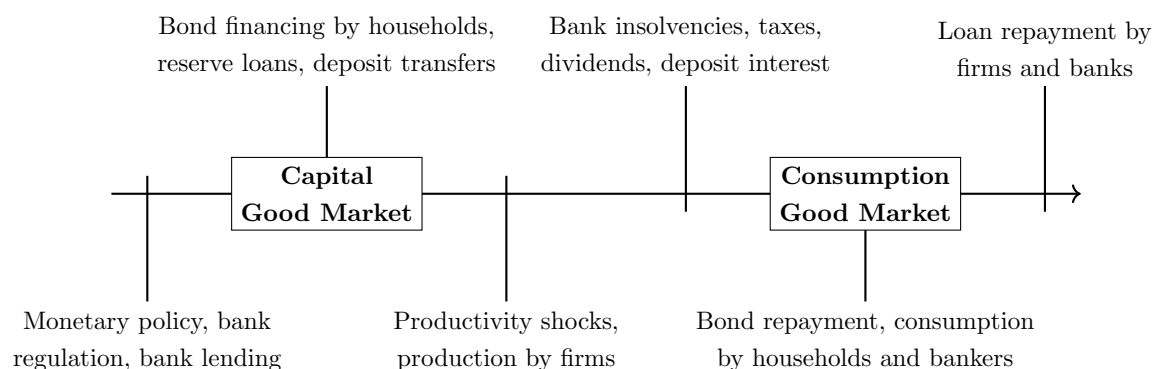 Bond financing by households,
reserve loans, deposit transfers
Bank insolvencies, taxes,
dividends, deposit interest
Loan repayment by
firms and banks
Capital
Good Market
Consumption
Good Market
Monetary policy, bank
regulation, bank lending
Productivity shocks,
production by firms
Bond repayment, consumption
by households and bankers